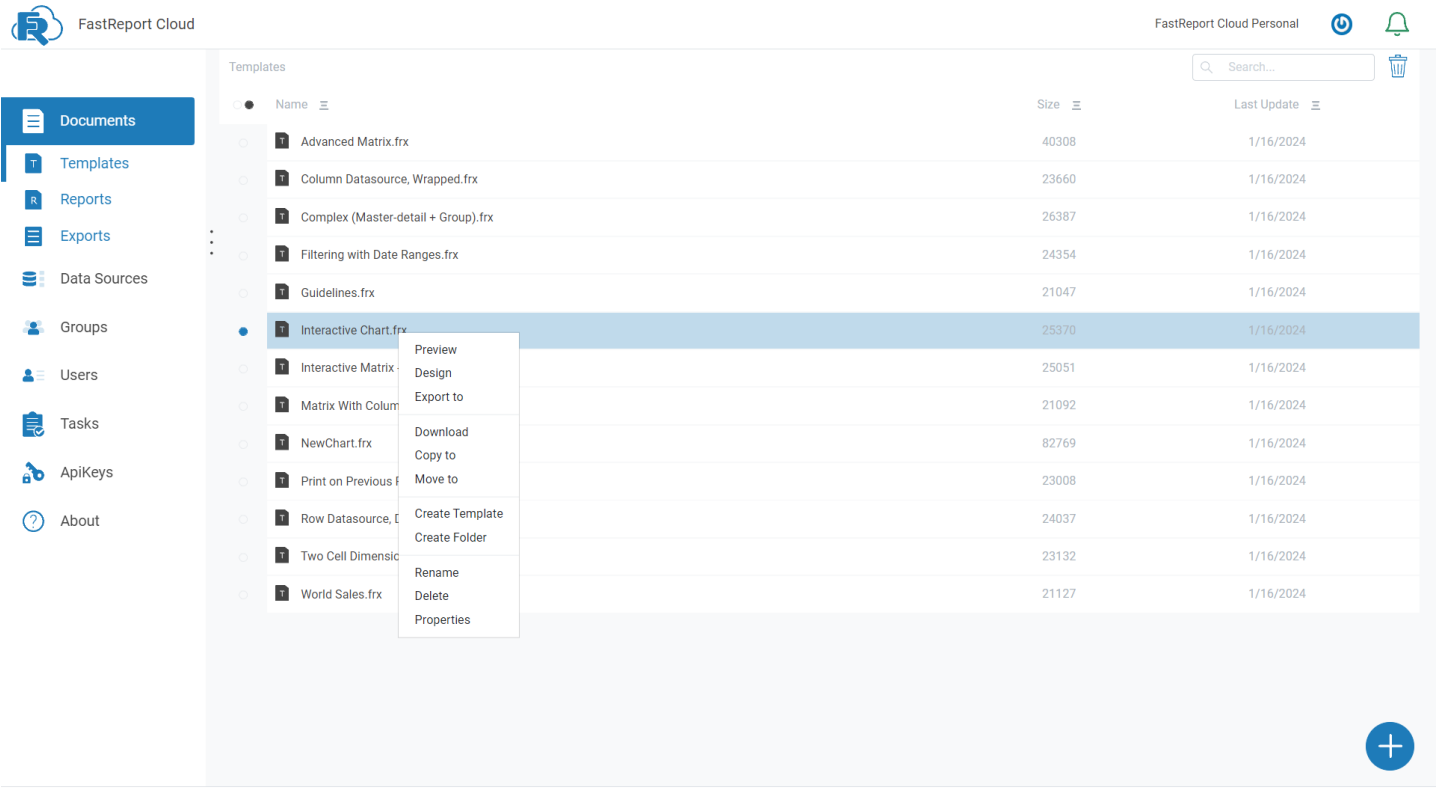 FastReport Cloud
FastReport Cloud Personal
Templates
Search...
Documents
Templates
Reports
Exports
Data Sources
Groups
Users
Tasks
ApiKeys
About
Name Size Last Update
T Advanced Matrix.frx 40308 1/16/2024
T Column Datasource, Wrapped.frx 23660 1/16/2024
T Complex (Master-detail + Group).frx 26387 1/16/2024
T Filtering with Date Ranges.frx 24354 1/16/2024
T Guidelines.frx 21047 1/16/2024
T Interactive Chart.frx 25370 1/16/2024
T Interactive Matrix - 25051 1/16/2024
T Matrix With Colum 21092 1/16/2024
T NewChart.frx 82769 1/16/2024
T Print on Previous 23008 1/16/2024
T Row Datasource, 24037 1/16/2024
T Two Cell Dimensio 23132 1/16/2024
T World Sales.frx 21127 1/16/2024
Preview
Design
Export to
Download
Copy to
Move to
Create Template
Create Folder
Rename
Delete
Properties